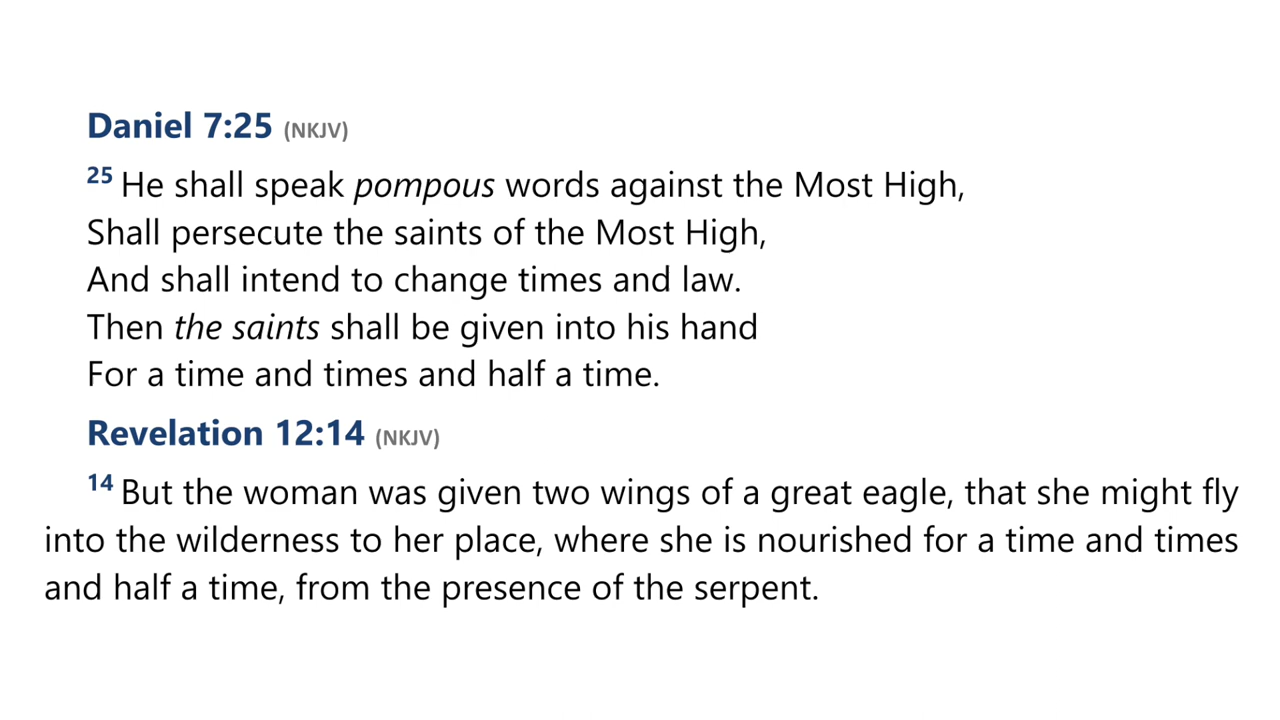 Daniel 7:25 (NKJV)
25 He shall speak pompous words against the Most High,
Shall persecute the saints of the Most High,
And shall intend to change times and law.
Then the saints shall be given into his hand
For a time and times and half a time.
Revelation 12:14 (NKJV)
14 But the woman was given two wings of a great eagle, that she might fly
into the wilderness to her place, where she is nourished for a time and times
and half a time, from the presence of the serpent.